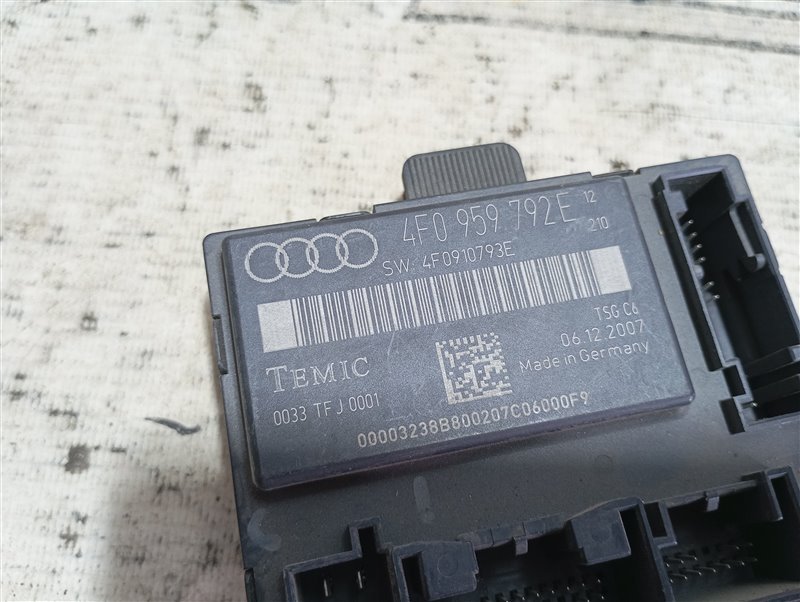 4F0 959 792E 12
210
SW: 4F0910793E
TSG C6
06.12.2007
TEMIC
Made in Germany
0033 TFJ 0001
00003238B800207C06000F9